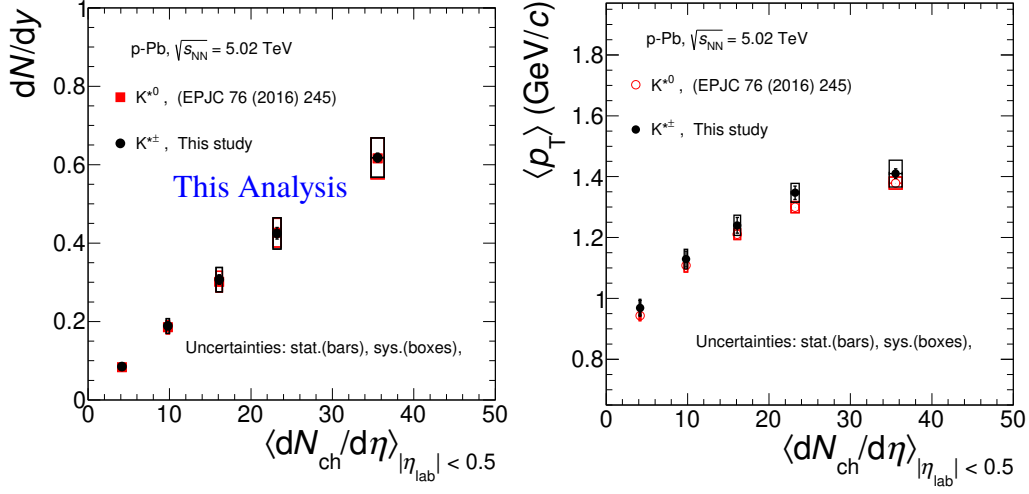 dN/dy
1
0.8
0.6
0.4
0.2
0
p-Pb, √s_NN = 5.02 TeV
K*0 , (EPJC 76 (2016) 245)
K*± , This study
This Analysis
Uncertainties: stat.(bars), sys.(boxes),
0 10 20 30 40 50
⟨dN_ch/dη⟩_|η_lab| < 0.5
⟨p_T⟩ (GeV/c)
1.8
1.6
1.4
1.2
1
0.8
p-Pb, √s_NN = 5.02 TeV
K*0 , (EPJC 76 (2016) 245)
K*± , This study
Uncertainties: stat.(bars), sys.(boxes),
0 10 20 30 40 50
⟨dN_ch/dη⟩_|η_lab| < 0.5